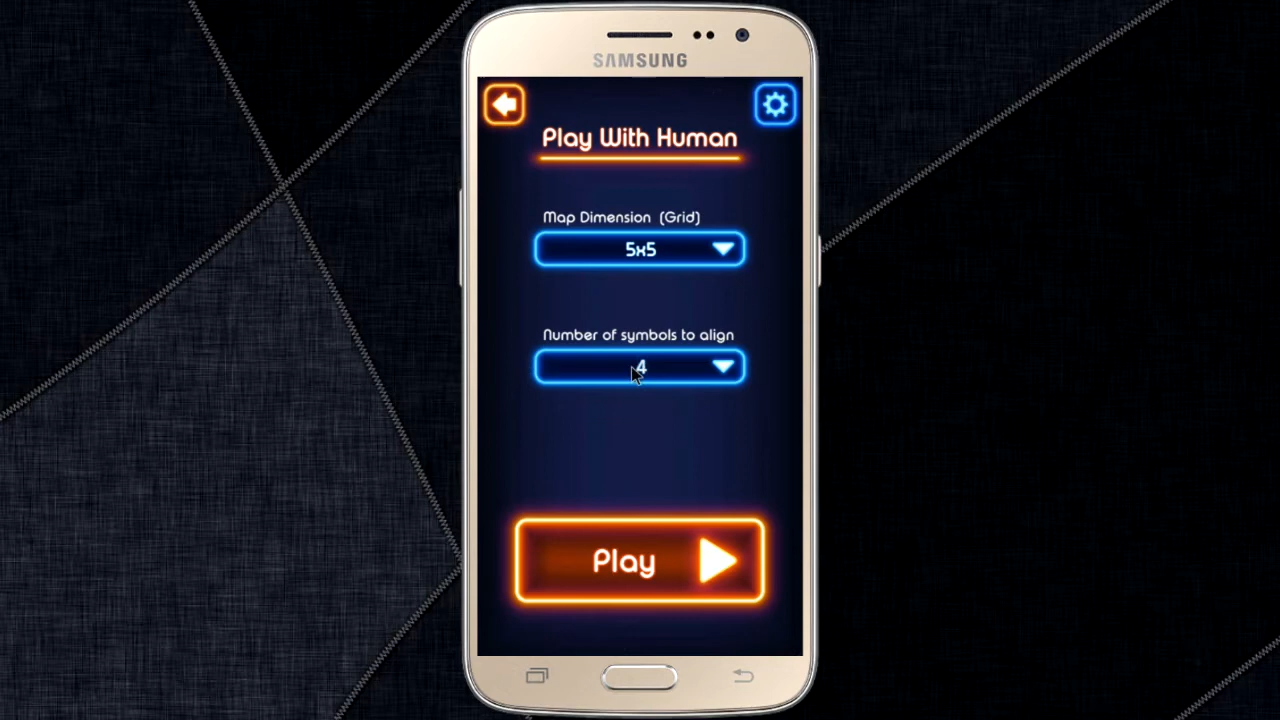 SAMSUNG
Play With Human
Map Dimension (Grid)
5x5
Number of symbols to align
4
Play